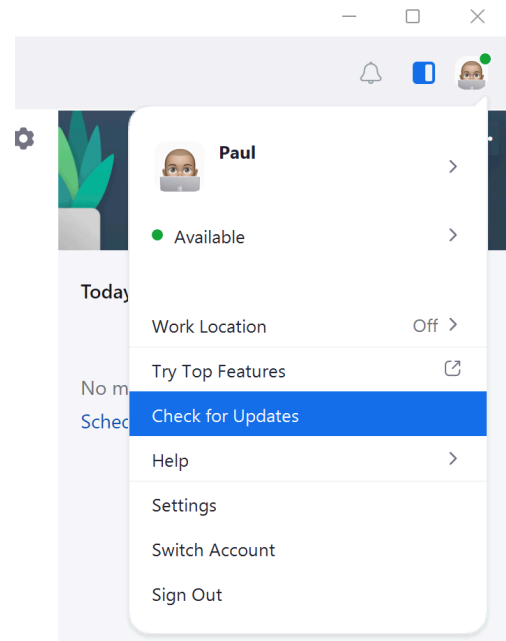 Paul
Available
Today
Work Location Off
No m
Try Top Features
Sched
Check for Updates
Help
Settings
Switch Account
Sign Out